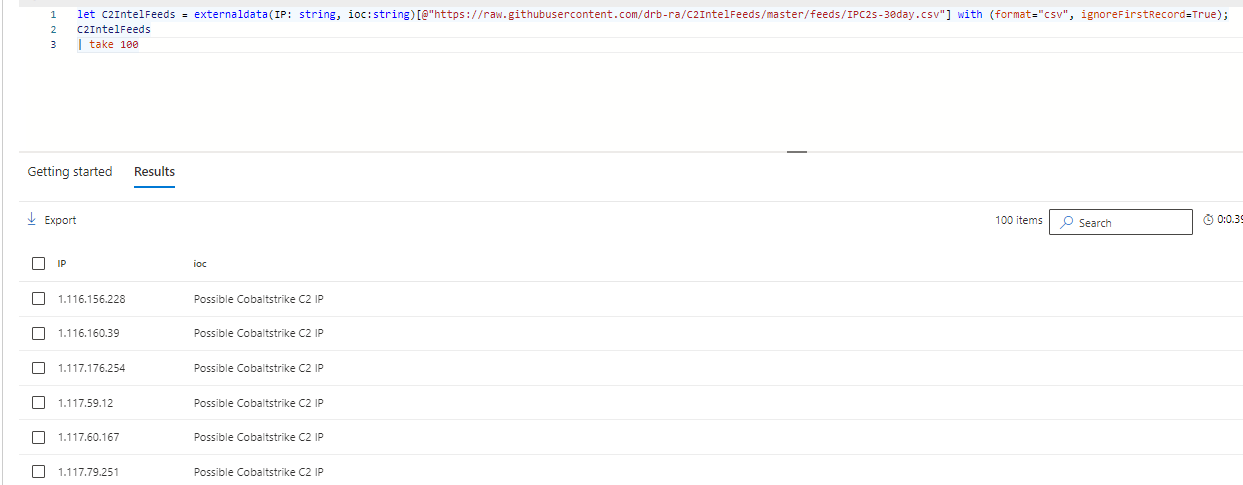 1 let C2IntelFeeds = externaldata(IP: string, ioc:string)[@"https://raw.githubusercontent.com/drb-ra/C2IntelFeeds/master/feeds/IPC2s-30day.csv"] with (format="csv", ignoreFirstRecord=True);
2 C2IntelFeeds
3 | take 100
Getting started Results
Export 100 items Search 0:0.39
IP ioc
1.116.156.228 Possible Cobaltstrike C2 IP
1.116.160.39 Possible Cobaltstrike C2 IP
1.117.176.254 Possible Cobaltstrike C2 IP
1.117.59.12 Possible Cobaltstrike C2 IP
1.117.60.167 Possible Cobaltstrike C2 IP
1.117.79.251 Possible Cobaltstrike C2 IP